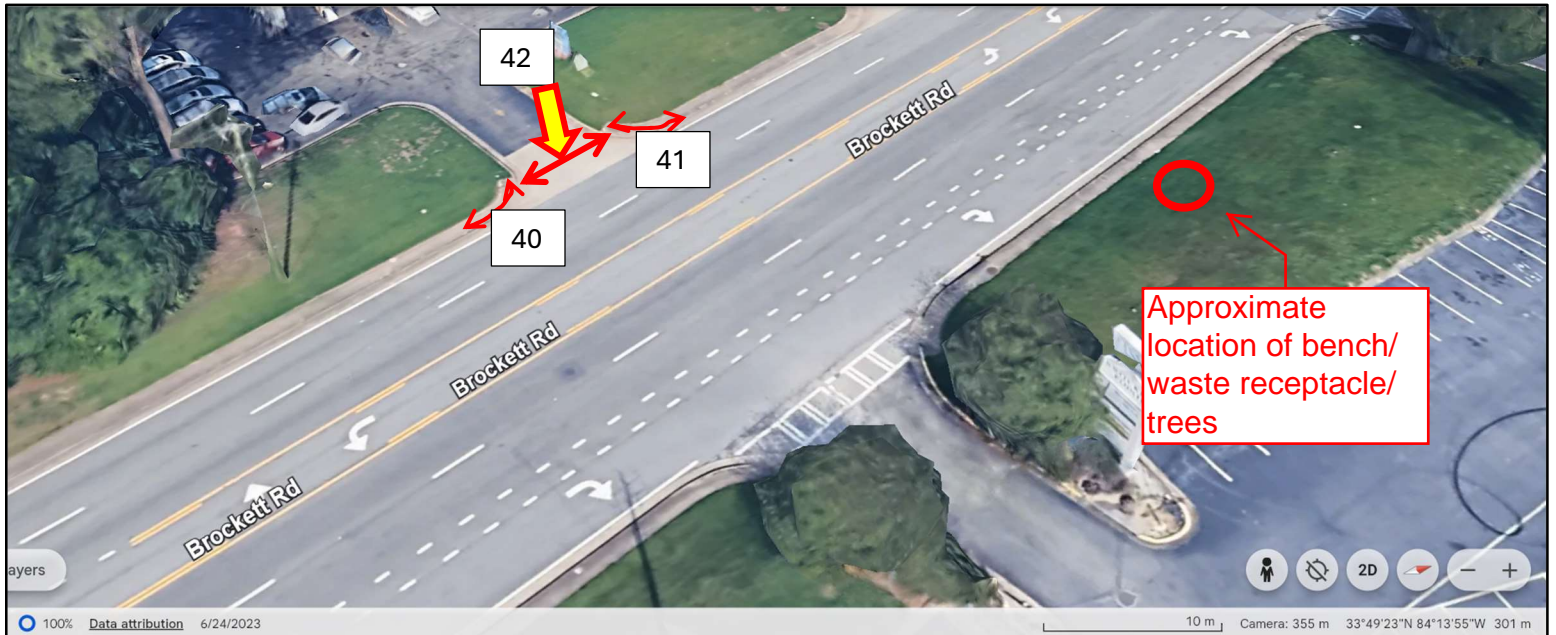 42
Brockett Rd
41
40
Approximate
location of bench/
waste receptacle/
trees
Brockett Rd
Brockett Rd
ayers
2D
100% Data attribution 6/24/2023
10 m
Camera: 355 m 33°49'23"N 84°13'55"W 301 m